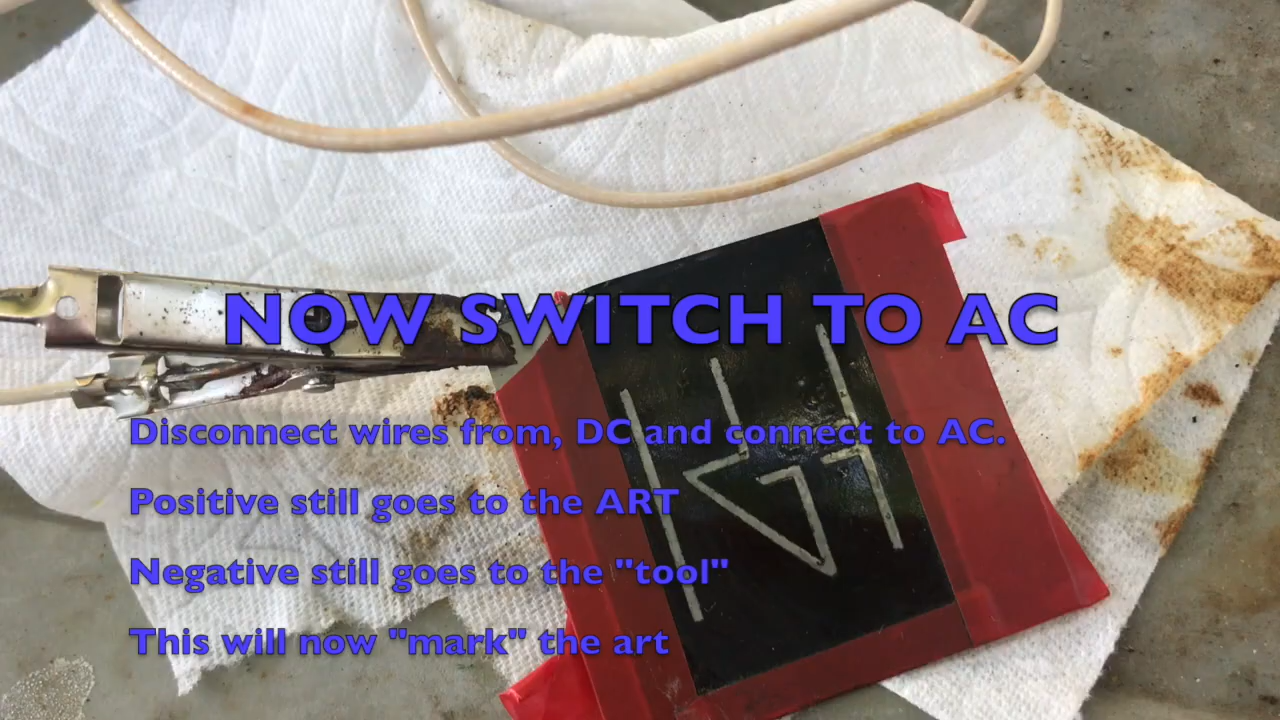 NOW SWITCH TO AC
Disconnect wires from, DC and connect to AC.
Positive still goes to the ART
Negative still goes to the "tool"
This will now "mark" the art